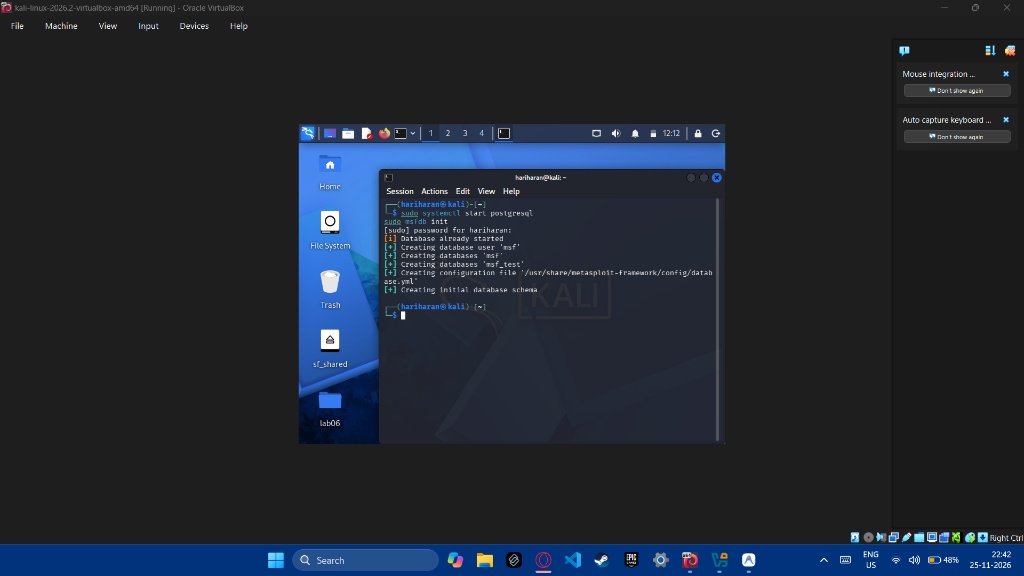 kali-linux-2026.2-virtualbox-amd64 [Running] - Oracle VirtualBox
File Machine View Input Devices Help
Mouse integration ...
Don't show again
Auto capture keyboard ...
Don't show again
1 2 3 4 12:12
Home
File System
Trash
sf_shared
lab06
hariharan@kali: ~
Session Actions Edit View Help
(hariharan㉿kali)-[~]
$ sudo systemctl start postgresql
sudo msfdb init
[sudo] password for hariharan:
[i] Database already started
[+] Creating database user 'msf'
[+] Creating databases 'msf'
[+] Creating databases 'msf_test'
[+] Creating configuration file '/usr/share/metasploit-framework/config/datab
ase.yml'
[+] Creating initial database schema
KALI
(hariharan㉿kali)-[~]
$
Right Ctrl
Search
ENG
US
48%
22:42
25-11-2026